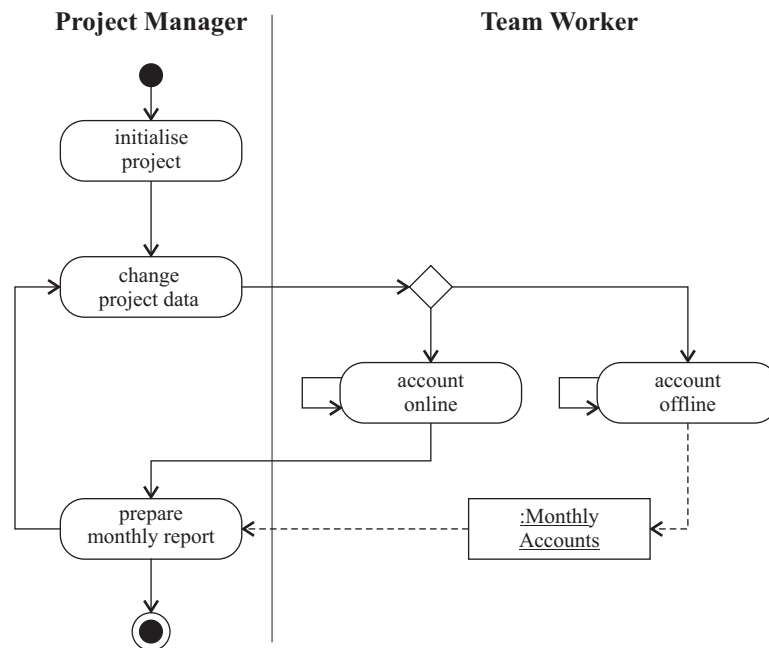 Project Manager
Team Worker
initialise
project
change
project data
account
online
account
offline
prepare
monthly report
:Monthly
Accounts